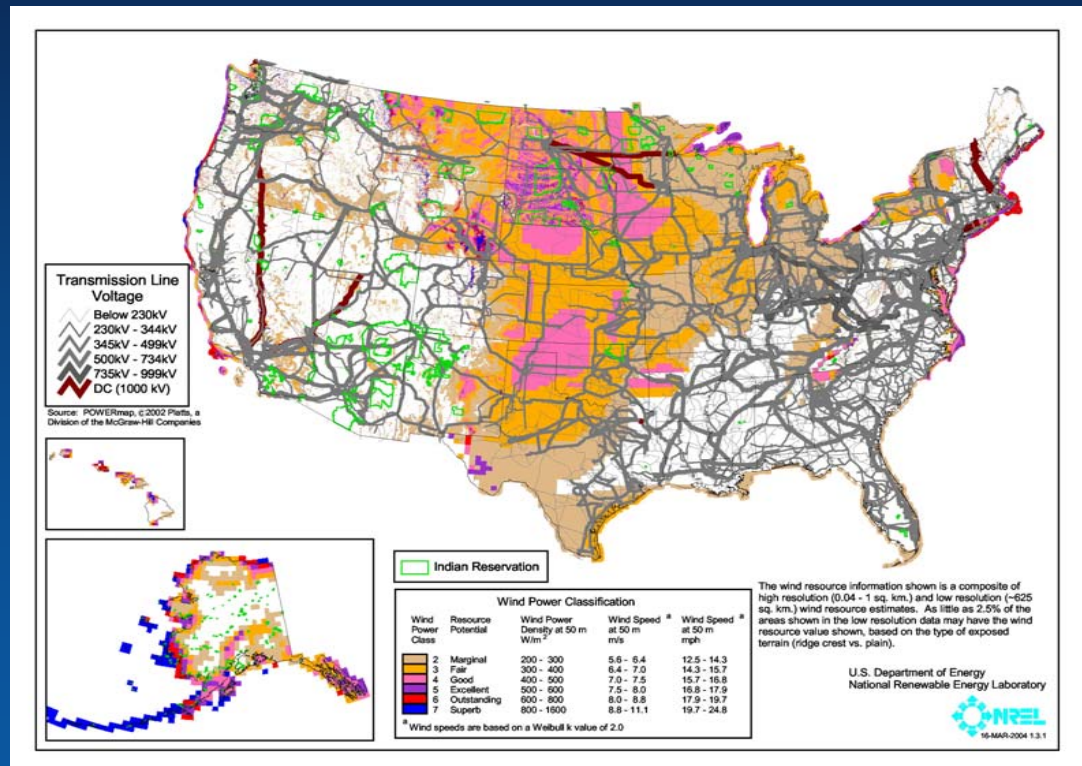 Transmission Line
Voltage
Below 230kV
230kV - 344kV
345kV - 499kV
500kV - 734kV
735kV - 999kV
DC (1000 kV)
Source: POWERmap, ©2002 Platts, a
Division of the McGraw-Hill Companies
Indian Reservation
Wind Power Classification
Wind Power Class Resource Potential Wind Power Density at 50 m W/m² Wind Speed a at 50 m m/s Wind Speed a at 50 m mph
2 Marginal 200 - 300 5.6 - 6.4 12.5 - 14.3
3 Fair 300 - 400 6.4 - 7.0 14.3 - 15.7
4 Good 400 - 500 7.0 - 7.5 15.7 - 16.8
5 Excellent 500 - 600 7.5 - 8.0 16.8 - 17.9
6 Outstanding 600 - 800 8.0 - 8.8 17.9 - 19.7
7 Superb 800 - 1600 8.8 - 11.1 19.7 - 24.8
a Wind speeds are based on a Weibull k value of 2.0
The wind resource information shown is a composite of
high resolution (0.04 - 1 sq. km.) and low resolution (~625
sq. km.) wind resource estimates. As little as 2.5% of the
areas shown in the low resolution data may have the wind
resource value shown, based on the type of exposed
terrain (ridge crest vs. plain).
U.S. Department of Energy
National Renewable Energy Laboratory
NREL
16-MAR-2004 1.3.1